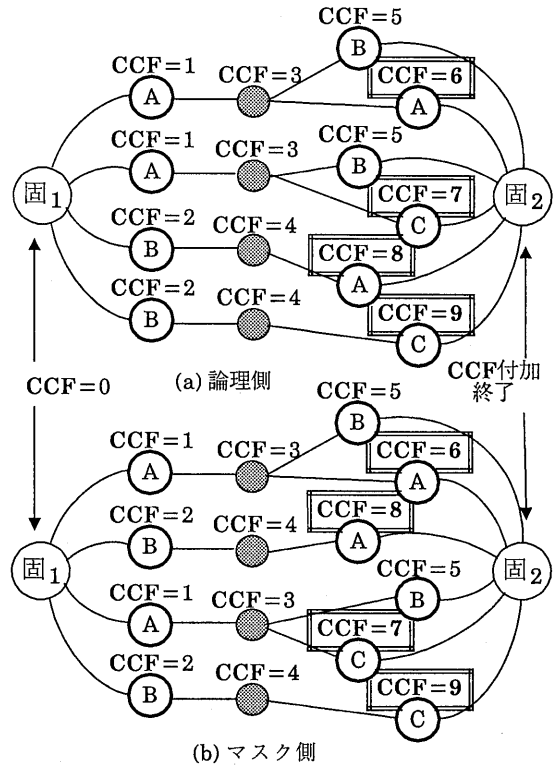 CCF=5
B
CCF=1
CCF=3
CCF=6
A
A
CCF=1
CCF=3
CCF=5
B
A
固1
CCF=7
固2
CCF=2
CCF=4
C
B
CCF=8
CCF=2
CCF=4
A
CCF=9
B
C
CCF=0
(a) 論理側
CCF付加
終了
CCF=5
B
CCF=1
CCF=3
CCF=6
A
A
CCF=2
CCF=4
CCF=8
B
A
固1
CCF=5
固2
CCF=1
CCF=3
B
A
CCF=7
C
CCF=2
CCF=4
CCF=9
B
C
(b) マスク側